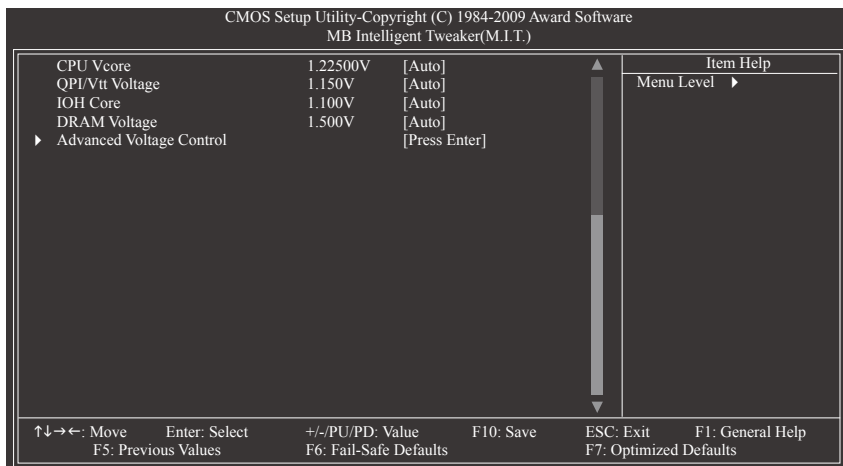 CMOS Setup Utility-Copyright (C) 1984-2009 Award Software
MB Intelligent Tweaker(M.I.T.)
CPU Vcore 1.22500V [Auto]
QPI/Vtt Voltage 1.150V [Auto]
IOH Core 1.100V [Auto]
DRAM Voltage 1.500V [Auto]
Advanced Voltage Control [Press Enter]
Item Help
Menu Level
↑↓→←: Move Enter: Select +/-/PU/PD: Value F10: Save ESC: Exit F1: General Help
F5: Previous Values F6: Fail-Safe Defaults F7: Optimized Defaults